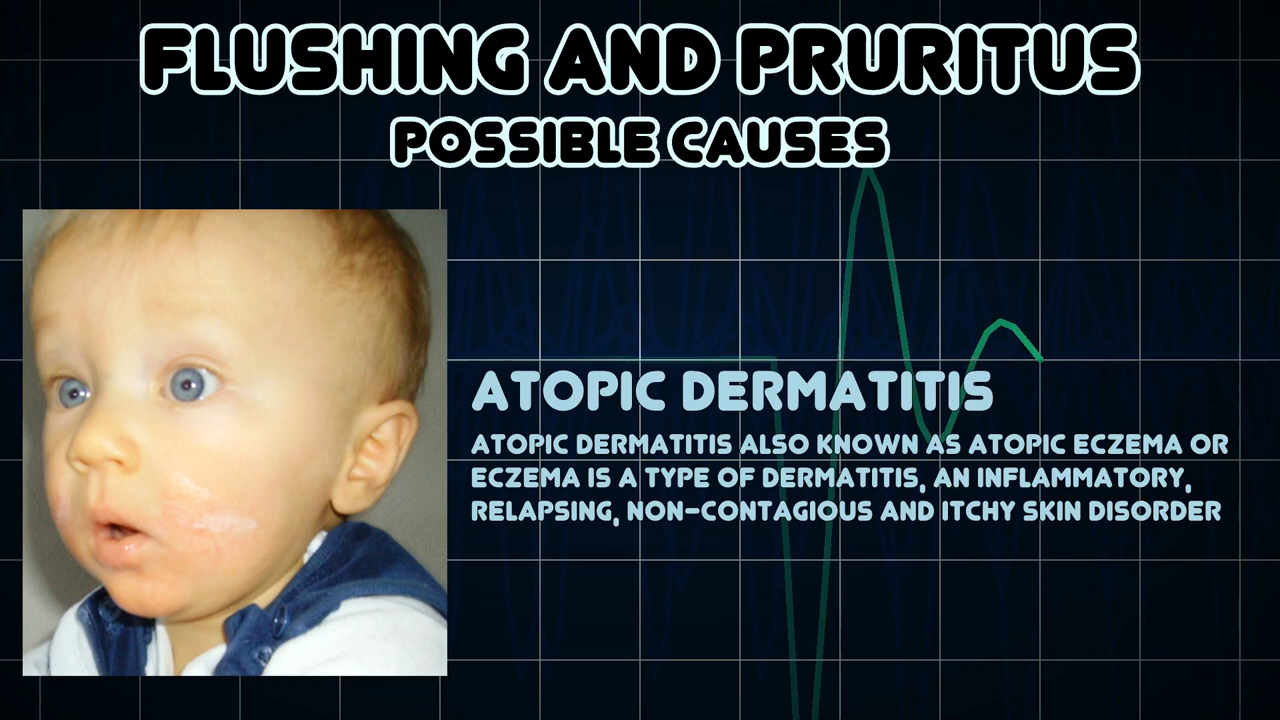 FLUSHING AND PRURITUS
POSSIBLE CAUSES
ATOPIC DERMATITIS
ATOPIC DERMATITIS ALSO KNOWN AS ATOPIC ECZEMA OR
ECZEMA IS A TYPE OF DERMATITIS, AN INFLAMMATORY,
RELAPSING, NON-CONTAGIOUS AND ITCHY SKIN DISORDER